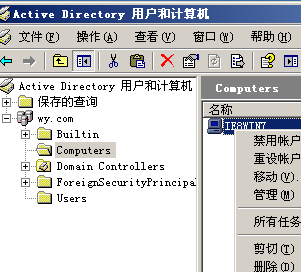 Active Directory 用户和计算机
文件(F) 操作(A) 查看(V) 窗口(W) 帮助(H)
Active Directory 用户和计算机
保存的查询
wy.com
Builtin
Computers
Domain Controllers
ForeignSecurityPrincipal
Users
Computers
名称
IE8WIN7
禁用帐户
重设帐户
移动(V).
管理(M)
所有任务
剪切(T)
删除(D)